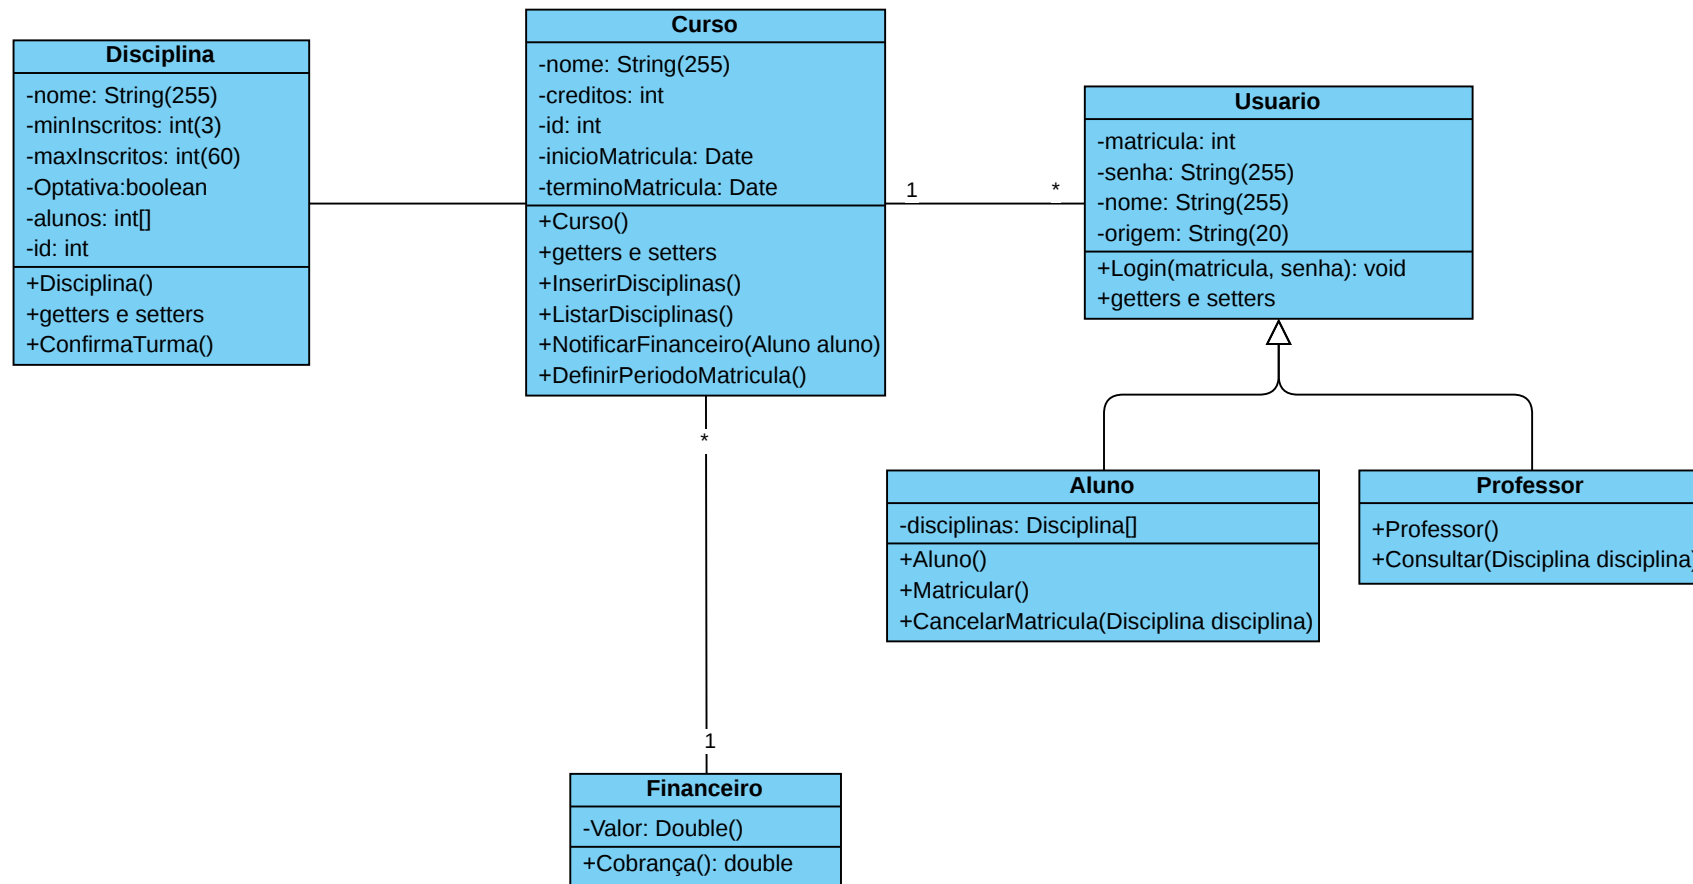 Disciplina
-nome: String(255)
-minInscritos: int(3)
-maxInscritos: int(60)
-Optativa:boolean
-alunos: int[]
-id: int
+Disciplina()
+getters e setters
+ConfirmaTurma()
Curso
-nome: String(255)
-creditos: int
-id: int
-inicioMatricula: Date
-terminoMatricula: Date
+Curso()
+getters e setters
+InserirDisciplinas()
+ListarDisciplinas()
+NotificarFinanceiro(Aluno aluno)
+DefinirPeriodoMatricula()
1
*
Usuario
-matricula: int
-senha: String(255)
-nome: String(255)
-origem: String(20)
+Login(matricula, senha): void
+getters e setters
*
1
Aluno
-disciplinas: Disciplina[]
+Aluno()
+Matricular()
+CancelarMatricula(Disciplina disciplina)
Professor
+Professor()
+Consultar(Disciplina disciplina)
Financeiro
-Valor: Double()
+Cobrança(): double